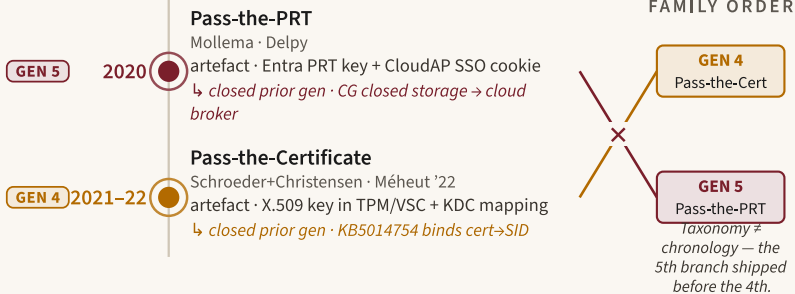 FAMILY ORDER
Pass-the-PRT
Mollema · Delpy
GEN 5
2020
artefact · Entra PRT key + CloudAP SSO cookie
↳ closed prior gen · CG closed storage → cloud
broker
GEN 4
Pass-the-Cert
×
Pass-the-Certificate
Schroeder+Christensen · Méheut ’22
GEN 4
2021–22
artefact · X.509 key in TPM/VSC + KDC mapping
↳ closed prior gen · KB5014754 binds cert→SID
GEN 5
Pass-the-PRT
Taxonomy ≠
chronology — the
5th branch shipped
before the 4th.